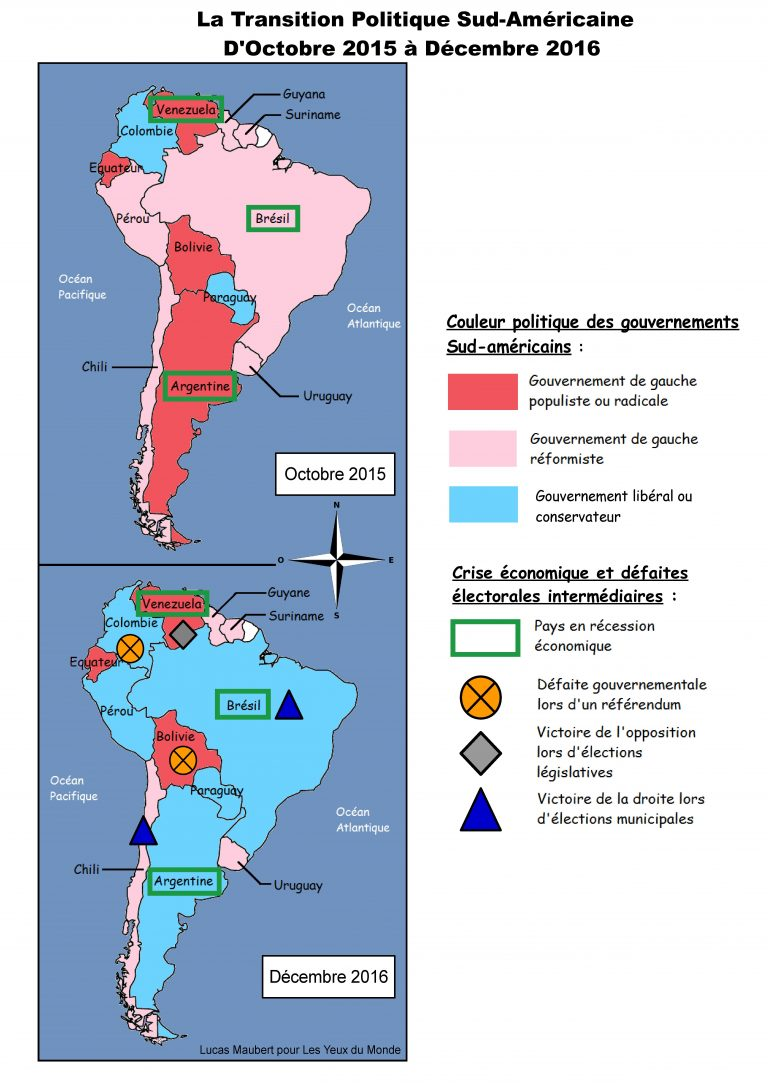 La Transition Politique Sud-Américaine
D'Octobre 2015 à Décembre 2016
Venezuela
Guyana
Suriname
Colombie
Equateur
Pérou
Brésil
Bolivie
Océan
Pacifique
Paraguay
Océan
Atlantique
Chili
Argentine
Uruguay
Octobre 2015
N
O
E
S
Venezuela
Guyane
Suriname
Colombie
Equateur
Pérou
Brésil
Bolivie
Océan
Pacifique
Paraguay
Océan
Atlantique
Chili
Argentine
Uruguay
Décembre 2016
Lucas Maubert pour Les Yeux du Monde
Couleur politique des gouvernements
Sud-américains :
Gouvernement de gauche
populiste ou radicale
Gouvernement de gauche
réformiste
Gouvernement libéral ou
conservateur
Crise économique et défaites
électorales intermédiaires :
Pays en récession
économique
Défaite gouvernementale
lors d'un référendum
Victoire de l'opposition
lors d'élections
législatives
Victoire de la droite lors
d'élections municipales